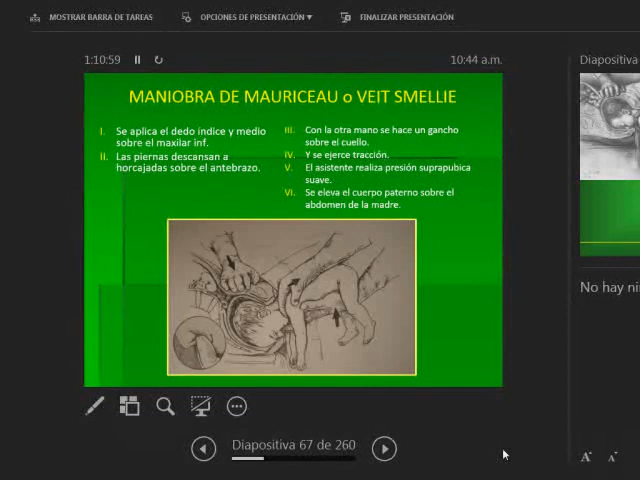 MOSTRAR BARRA DE TAREAS
OPCIONES DE PRESENTACIÓN ▼
FINALIZAR PRESENTACIÓN
1:10:59
10:44 a.m.
Diapositiva
MANIOBRA DE MAURICEAU o VEIT SMELLIE
I. Se aplica el dedo indice y medio
sobre el maxilar inf.
II. Las piernas descansan a
horcajadas sobre el antebrazo.
III. Con la otra mano se hace un gancho
sobre el cuello.
IV. Y se ejerce tracción.
V. El asistente realiza presión suprapubica
suave.
VI. Se eleva el cuerpo paterno sobre el
abdomen de la madre.
No hay
Diapositiva 67 de 260
A A